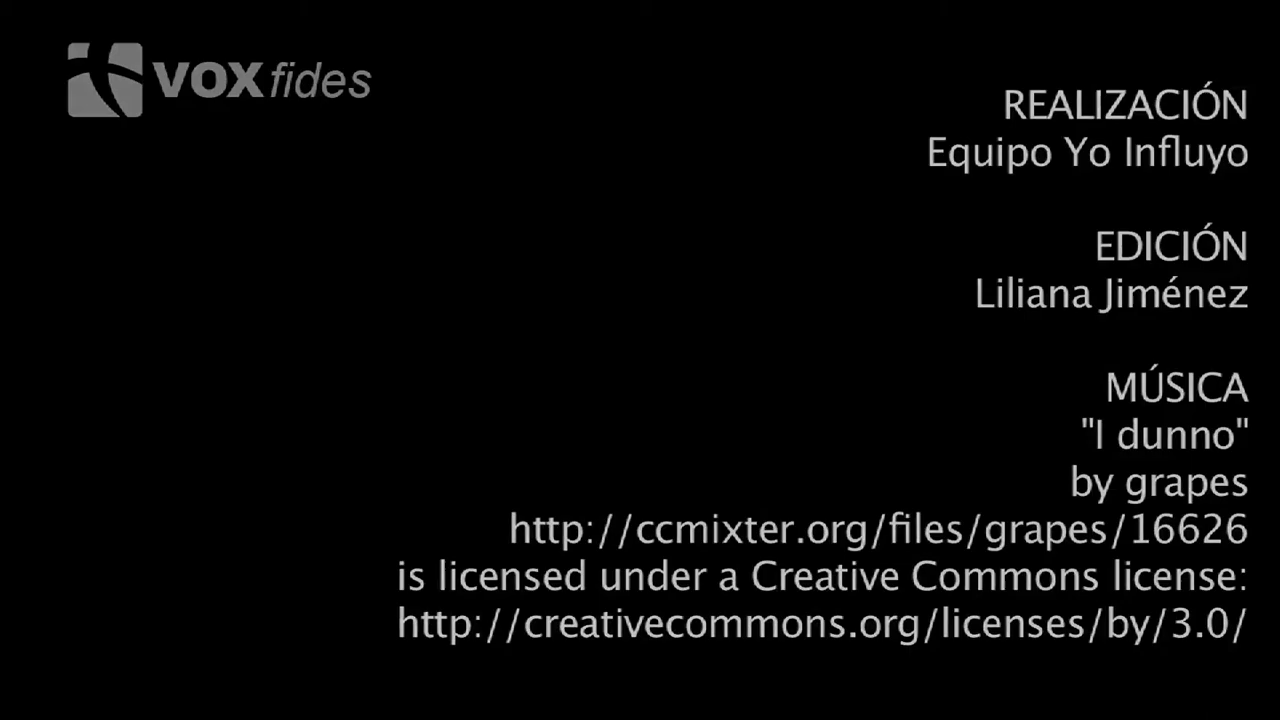 VOX fides
REALIZACIÓN
Equipo Yo Influyo
EDICIÓN
Liliana Jiménez
MÚSICA
"I dunno"
by grapes
http://ccmixter.org/files/grapes/16626
is licensed under a Creative Commons license:
http://creativecommons.org/licenses/by/3.0/